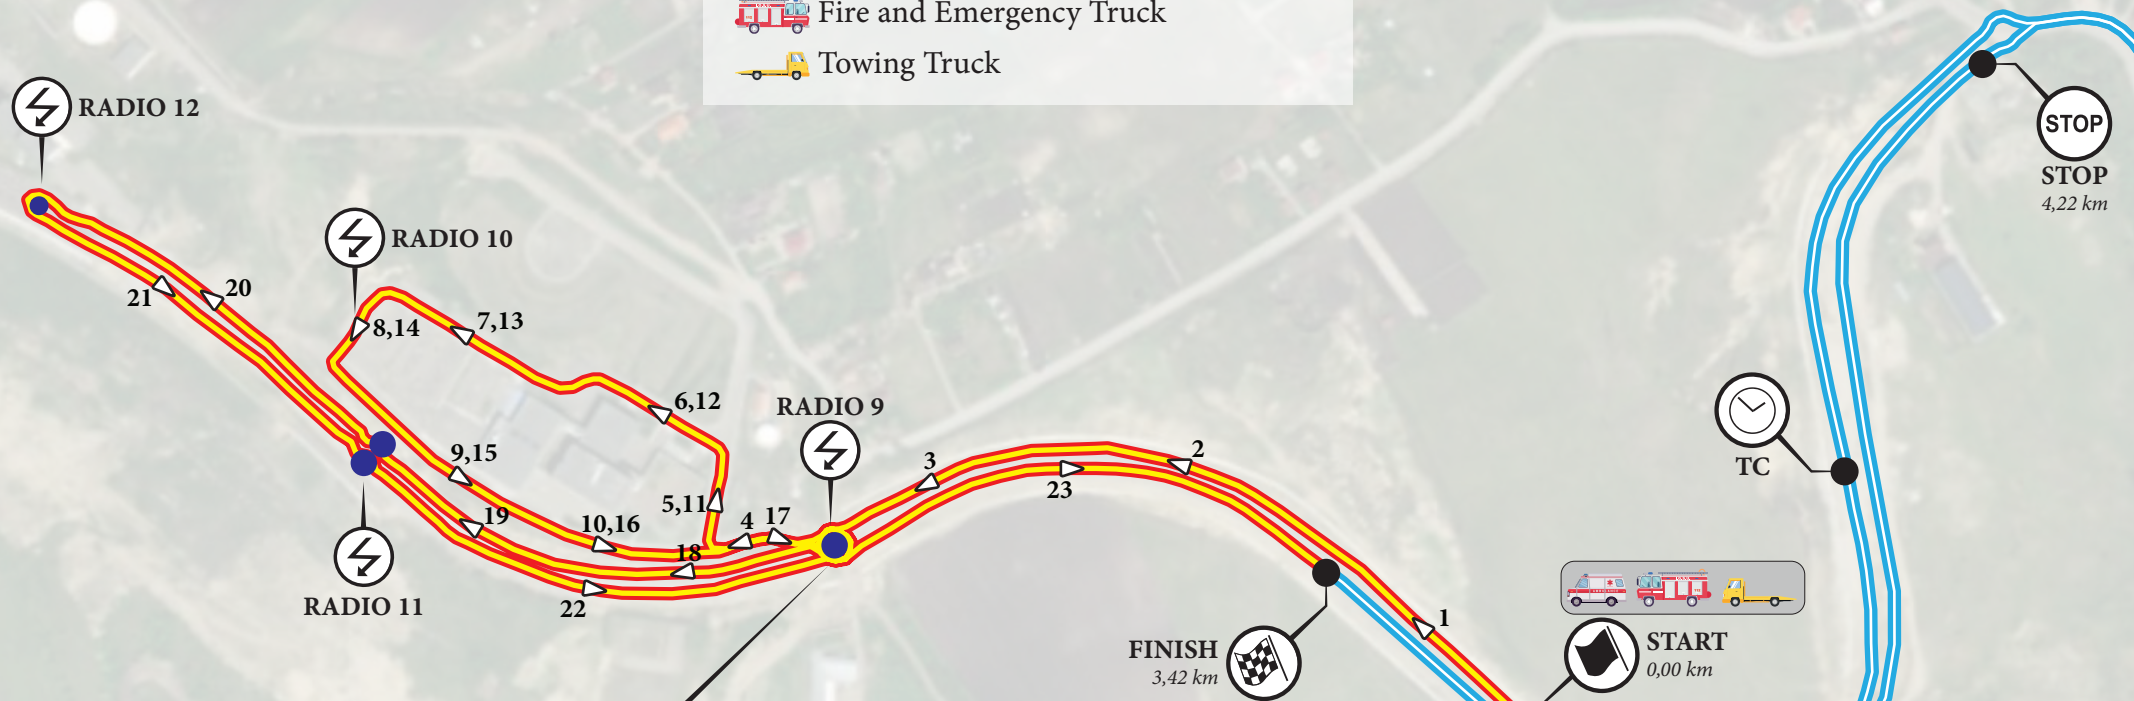 Fire and Emergency Truck
Towing Truck
RADIO 12
STOP
STOP
4,22 km
RADIO 10
21
20
8,14
7,13
6,12
RADIO 9
TC
9,15
3
2
23
5,11
4
17
10,16
19
18
RADIO 11
22
1
FINISH
3,42 km
START
0,00 km